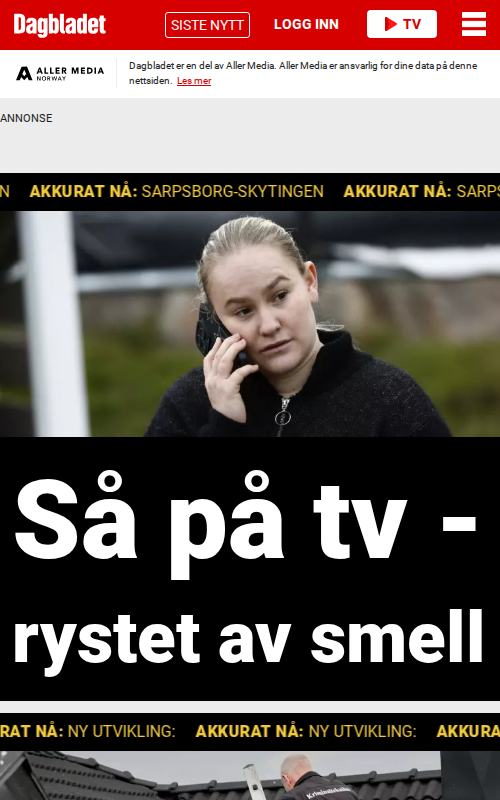 Dagbladet
SISTE NYTT
LOGG INN
TV
ALLER MEDIA
NORWAY
Dagbladet er en del av Aller Media. Aller Media er ansvarlig for dine data på denne
nettsiden. Les mer
ANNONSE
N AKKURAT NÅ: SARPSBORG-SKYTINGEN AKKURAT NÅ: SARPS
Så på tv -
rystet av smell
RAT NÅ: NY UTVIKLING: AKKURAT NÅ: NY UTVIKLING: AKKURA